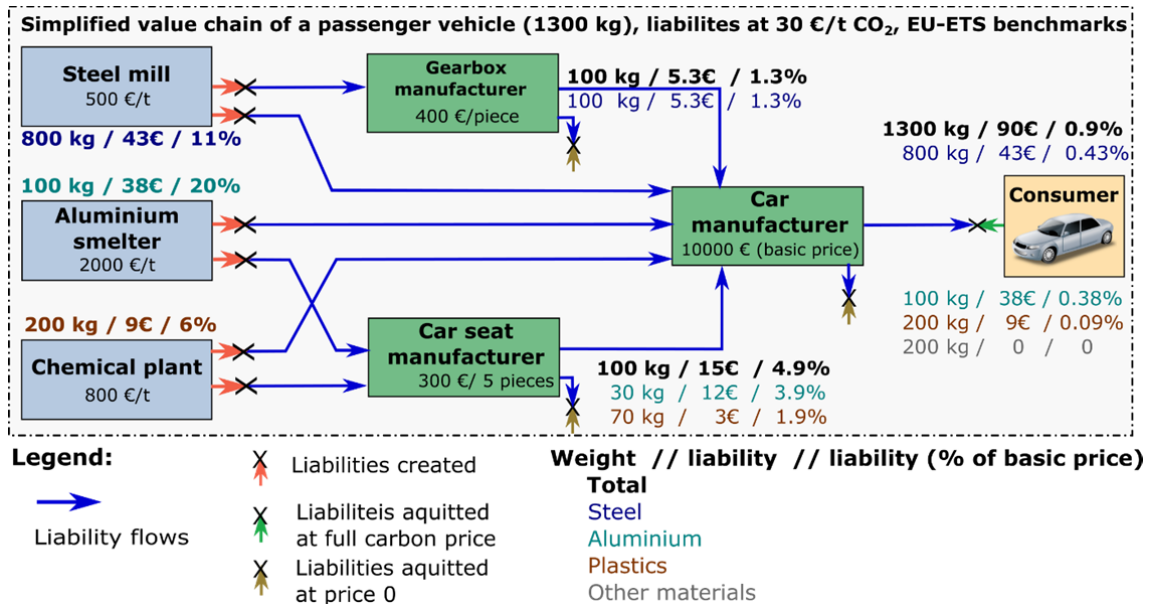 Simplified value chain of a passenger vehicle (1300 kg), liabilites at 30 €/t CO₂, EU-ETS benchmarks
Steel mill
500 €/t
800 kg / 43€ / 11%
Gearbox
manufacturer
400 €/piece
100 kg / 5.3€ / 1.3%
100 kg / 5.3€ / 1.3%
1300 kg / 90€ / 0.9%
800 kg / 43€ / 0.43%
100 kg / 38€ / 20%
Aluminium
smelter
2000 €/t
Car
manufacturer
10000 € (basic price)
Consumer
100 kg / 38€ / 0.38%
200 kg / 9€ / 0.09%
200 kg / 0 / 0
200 kg / 9€ / 6%
Chemical plant
800 €/t
Car seat
manufacturer
300 €/ 5 pieces
100 kg / 15€ / 4.9%
30 kg / 12€ / 3.9%
70 kg / 3€ / 1.9%
Legend:
Liability flows
Liabilities created
Liabiliteis aquitted
at full carbon price
Liabilities aquitted
at price 0
Weight // liability // liability (% of basic price)
Total
Steel
Aluminium
Plastics
Other materials